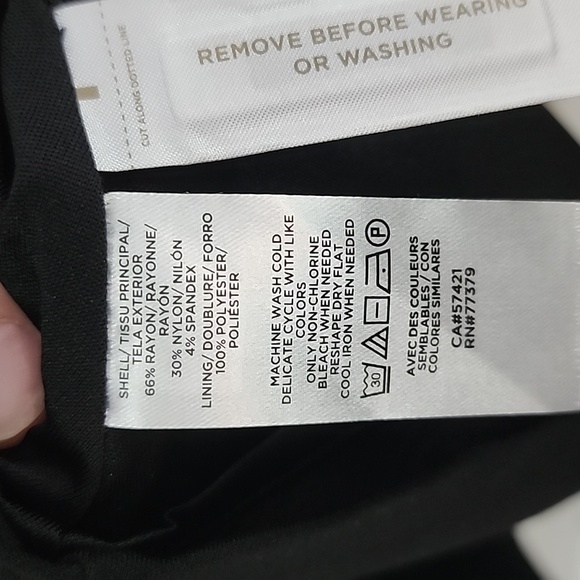 REMOVE BEFORE WEARING
OR WASHING
CUT ALONG DOTTED LINE
SHELL/ TISSU PRINCIPAL/
TELA EXTERIOR
66% RAYON/ RAYONNE/
RAYÓN
30% NYLON/ NILÓN
4% SPANDEX
LINING/ DOUBLURE/ FORRO
100% POLYESTER/
POLIÉSTER
MACHINE WASH COLD
DELICATE CYCLE WITH LIKE
COLORS
ONLY NON-CHLORINE
BLEACH WHEN NEEDED
RESHAPE DRY FLAT
COOL IRON WHEN NEEDED
30 P
AVEC DES COULEURS
SEMBLABLES / CON
COLORES SIMILARES
CA#57421
RN#77379